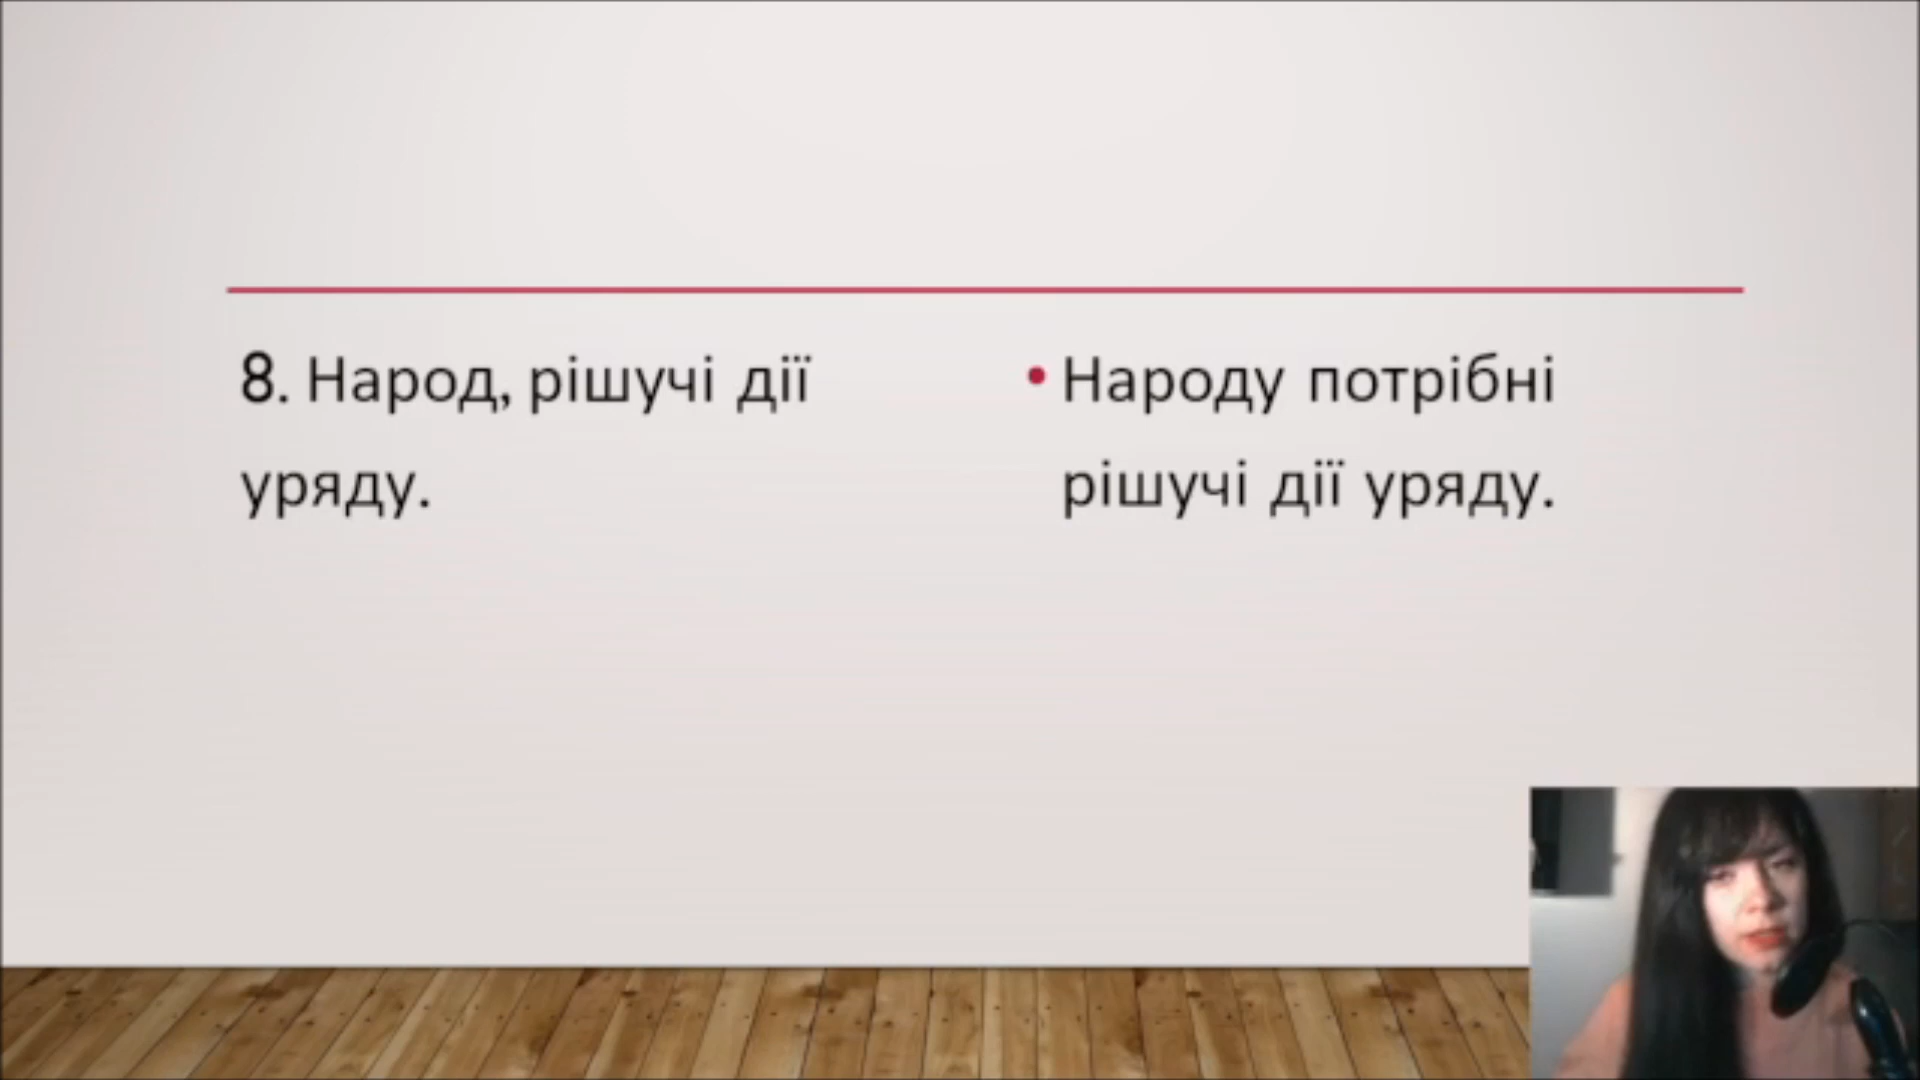 8. Народ, рішучі дії
уряду.
• Народу потрібні
рішучі дії уряду.